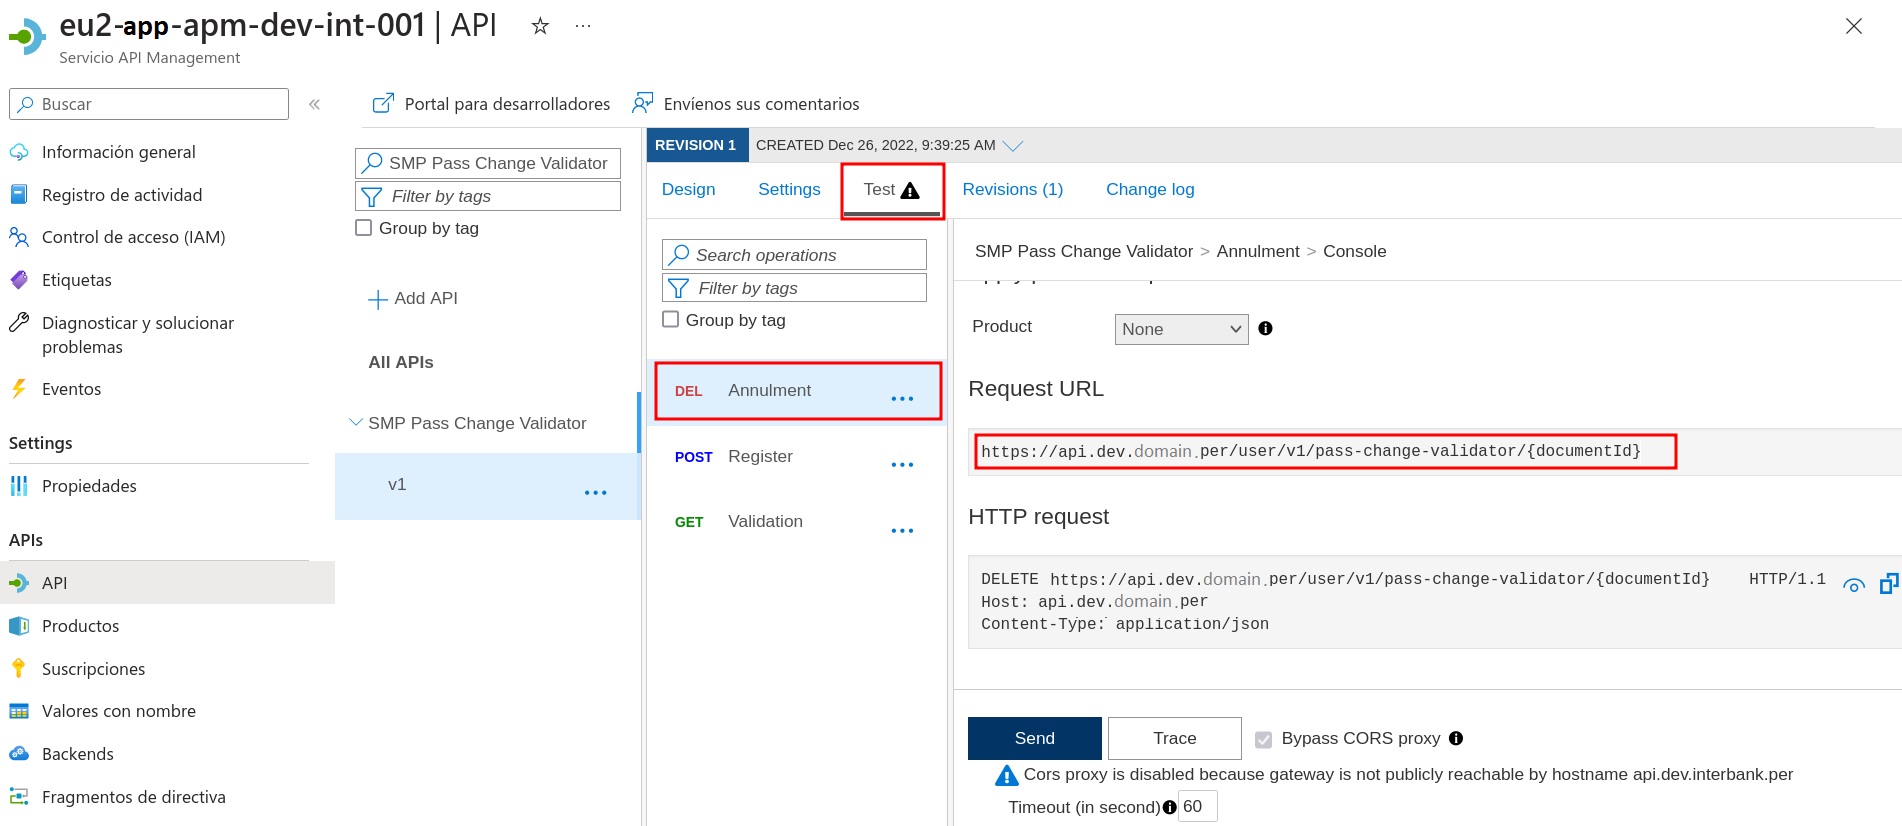 eu2-app-apm-dev-int-001 | API
Servicio API Management
Buscar
Información general
Registro de actividad
Control de acceso (IAM)
Etiquetas
Diagnosticar y solucionar
problemas
Eventos
Settings
Propiedades
APIs
API
Productos
Suscripciones
Valores con nombre
Backends
Fragmentos de directiva
Portal para desarrolladores
Envíenos sus comentarios
SMP Pass Change Validator
Filter by tags
Group by tag
Add API
All APIs
SMP Pass Change Validator
v1
REVISION 1 CREATED Dec 26, 2022, 9:39:25 AM
Design Settings Test Revisions (1) Change log
Search operations
Filter by tags
Group by tag
DEL Annulment
POST Register
GET Validation
SMP Pass Change Validator > Annulment > Console
Product None
Request URL
https://api.dev.domain.per/user/v1/pass-change-validator/{documentId}
HTTP request
DELETE https://api.dev.domain.per/user/v1/pass-change-validator/{documentId} HTTP/1.1
Host: api.dev.domain.per
Content-Type: application/json
Send Trace Bypass CORS proxy
Cors proxy is disabled because gateway is not publicly reachable by hostname api.dev.interbank.per
Timeout (in second) 60